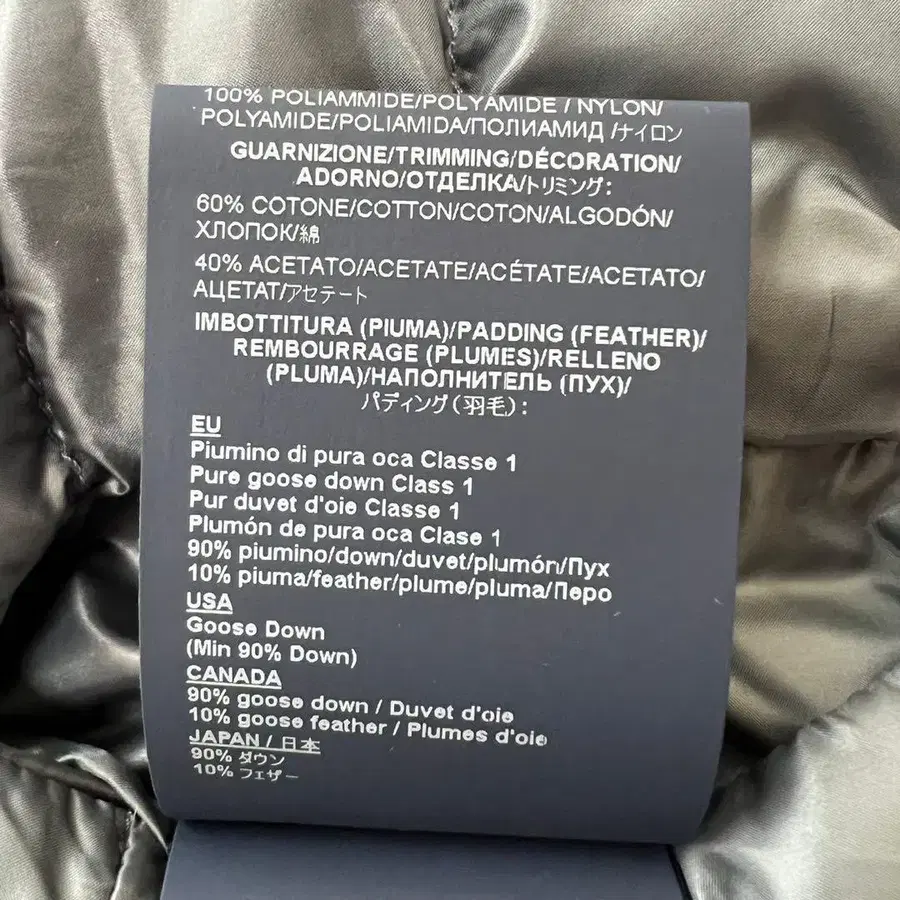 100% POLIAMMIDE/POLYAMIDE / NYLON/
POLYAMIDE/POLIAMIDA/ПОЛИАМИД /ナイロン
GUARNIZIONE/TRIMMING/DÉCORATION/
ADORNO/ОТДЕЛКА/トリミング:
60% COTONE/COTTON/COTON/ALGODÓN/
ХЛОПОК/綿
40% ACETATO/ACETATE/ACÉTATE/ACETATO/
АЦЕТАТ/アセテート
IMBOTTITURA (PIUMA)/PADDING (FEATHER)/
REMBOURRAGE (PLUMES)/RELLENO
(PLUMA)/НАПОЛНИТЕЛЬ (ПУХ)/
パディング(羽毛):
EU
Piumino di pura oca Classe 1
Pure goose down Class 1
Pur duvet d'oie Classe 1
Plumón de pura oca Clase 1
90% piumino/down/duvet/plumón/Пух
10% piuma/feather/plume/pluma/Перо
USA
Goose Down
(Min 90% Down)
CANADA
90% goose down / Duvet d'oie
10% goose feather / Plumes d'oie
JAPAN / 日本
90% ダウン
10% フェザー